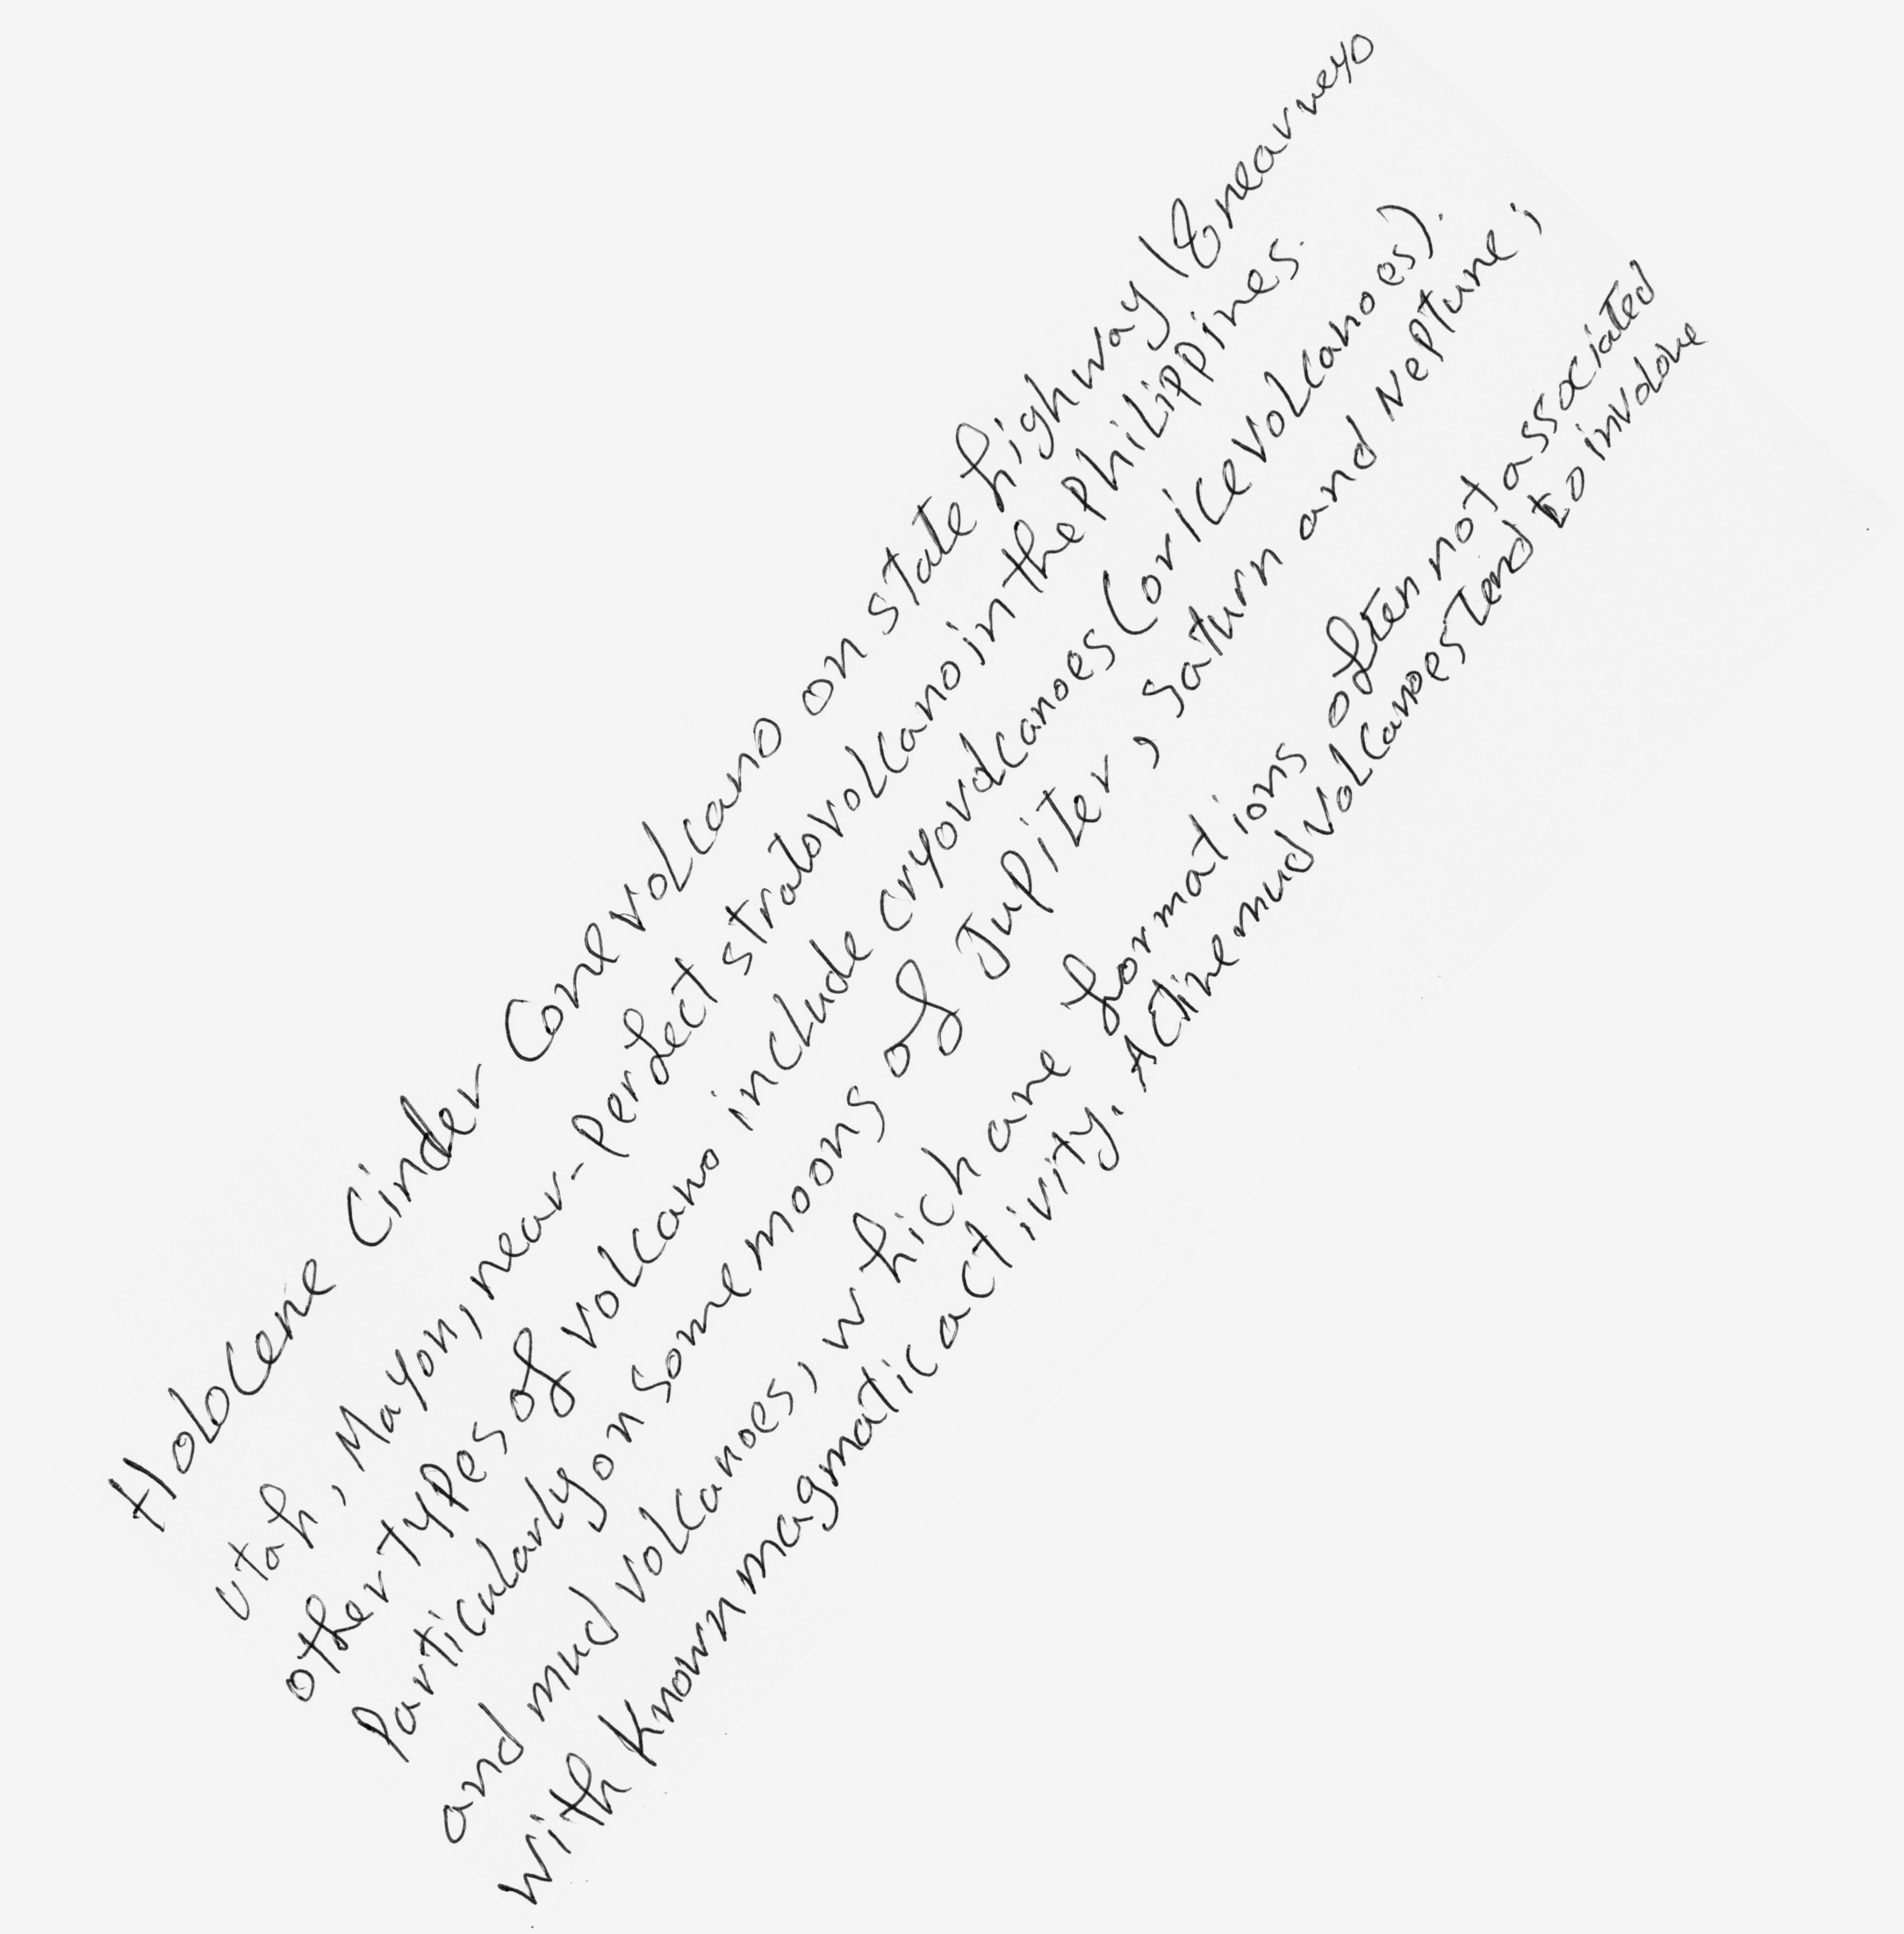 Holocene Cinder Cone volcano on state highway 18 near veyo
Utah, Mayon, near-Perfect stratovolcano in the philippines.
other types of volcano include cryovolcanoes (or ice volcanoes).
Particularly on some moons of Jupiter, saturn and Neptune;
and mud volcanoes, which are formations often not associated
with known magmatic activity. Active mud volcanoes tend to involve